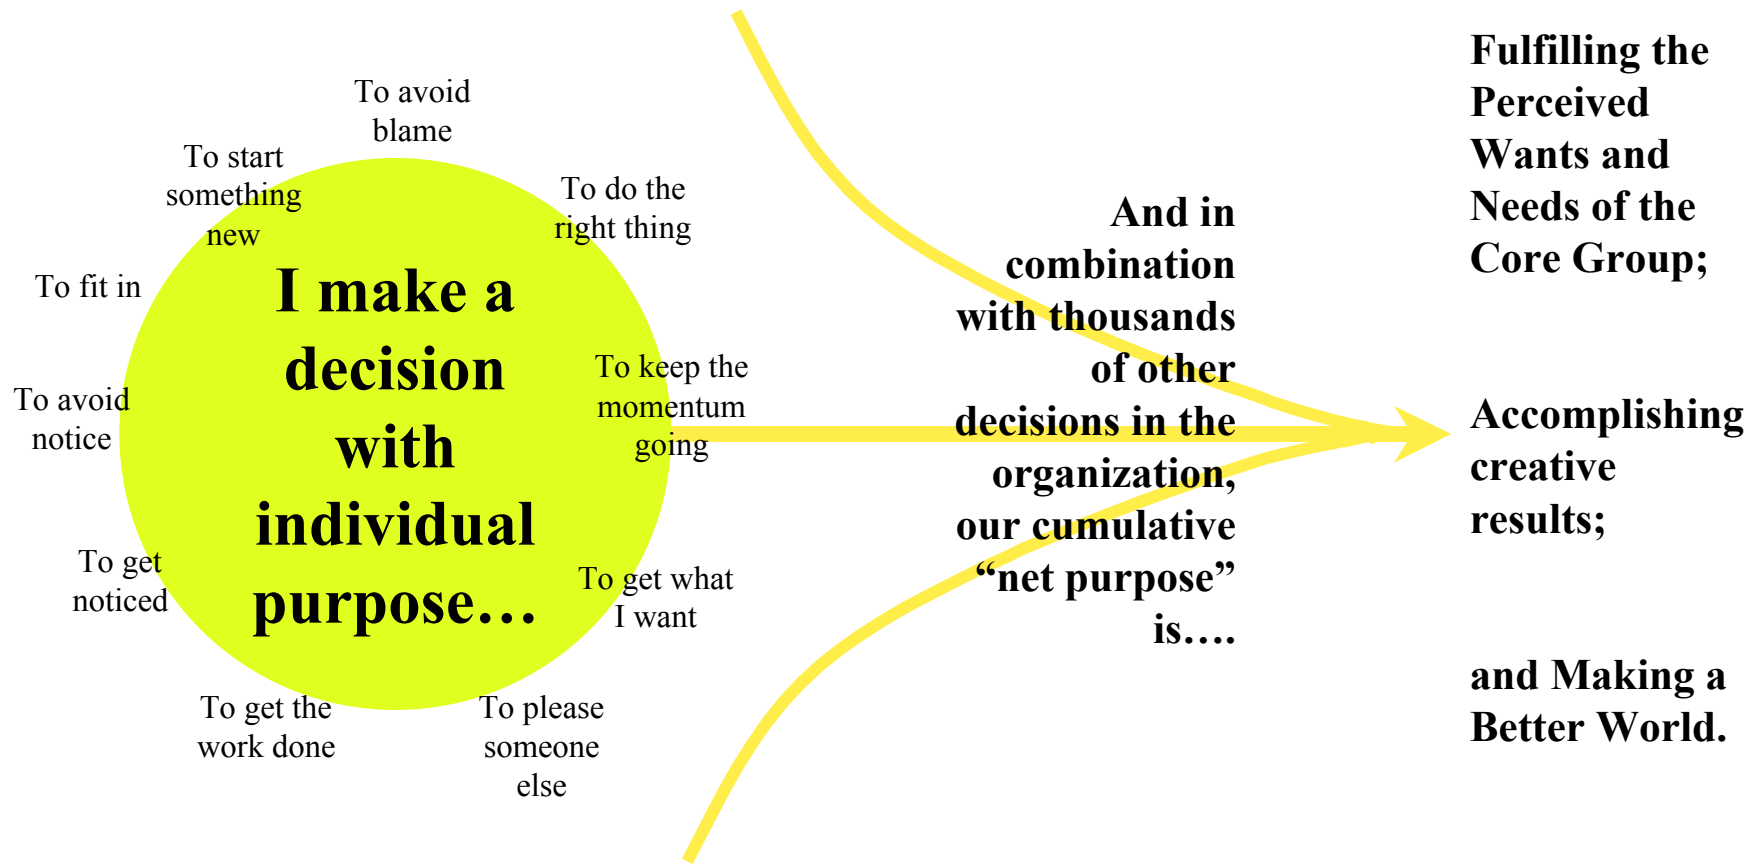 To avoid
blame
To start
something
new
To do the
right thing
To fit in
To keep the
momentum
going
To avoid
notice
To get
noticed
To get what
I want
To get the
work done
To please
someone
else
I make a
decision
with
individual
purpose…
And in
combination
with thousands
of other
decisions in the
organization,
our cumulative
“net purpose”
is….
Fulfilling the
Perceived
Wants and
Needs of the
Core Group;
Accomplishing
creative
results;
and Making a
Better World.